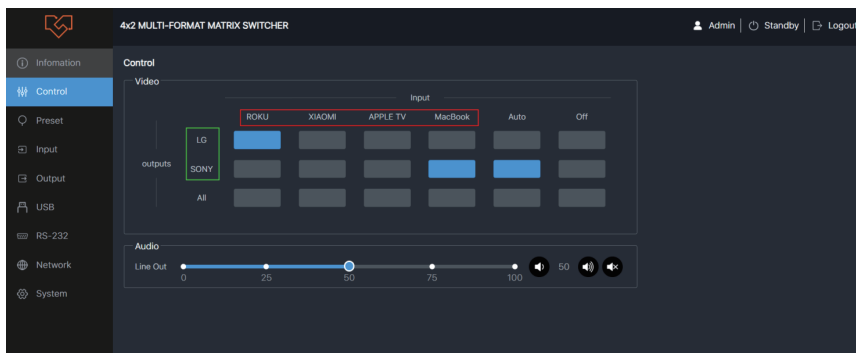 4x2 MULTI-FORMAT MATRIX SWITCHER
Admin | Standby | Logout
Infomation
Control
Preset
Input
Output
USB
RS-232
Network
System
Control
Video
Input
ROKU XIAOMI APPLE TV MacBook Auto Off
outputs
LG
SONY
All
Audio
Line Out
0 25 50 75 100
50